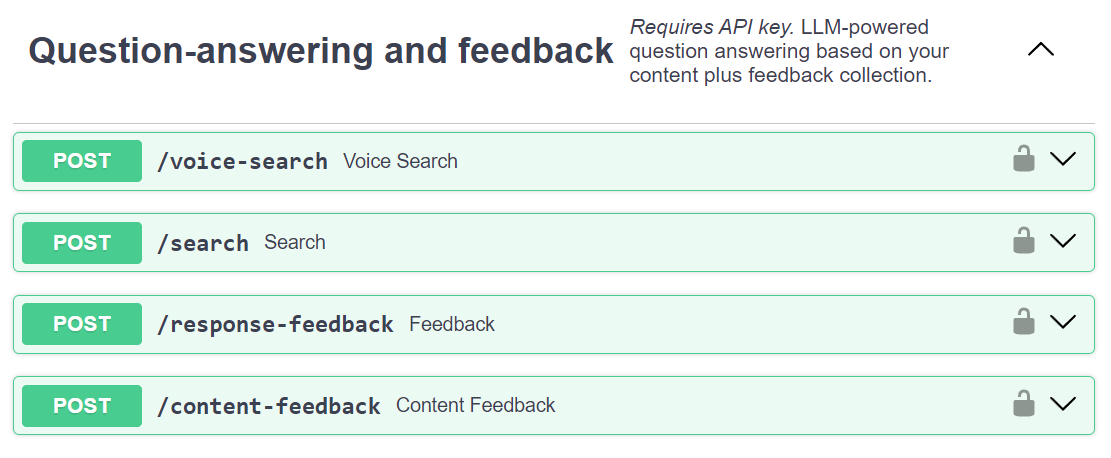 Question-answering and feedback
Requires API key. LLM-powered
question answering based on your
content plus feedback collection.
POST /voice-search Voice Search
POST /search Search
POST /response-feedback Feedback
POST /content-feedback Content Feedback